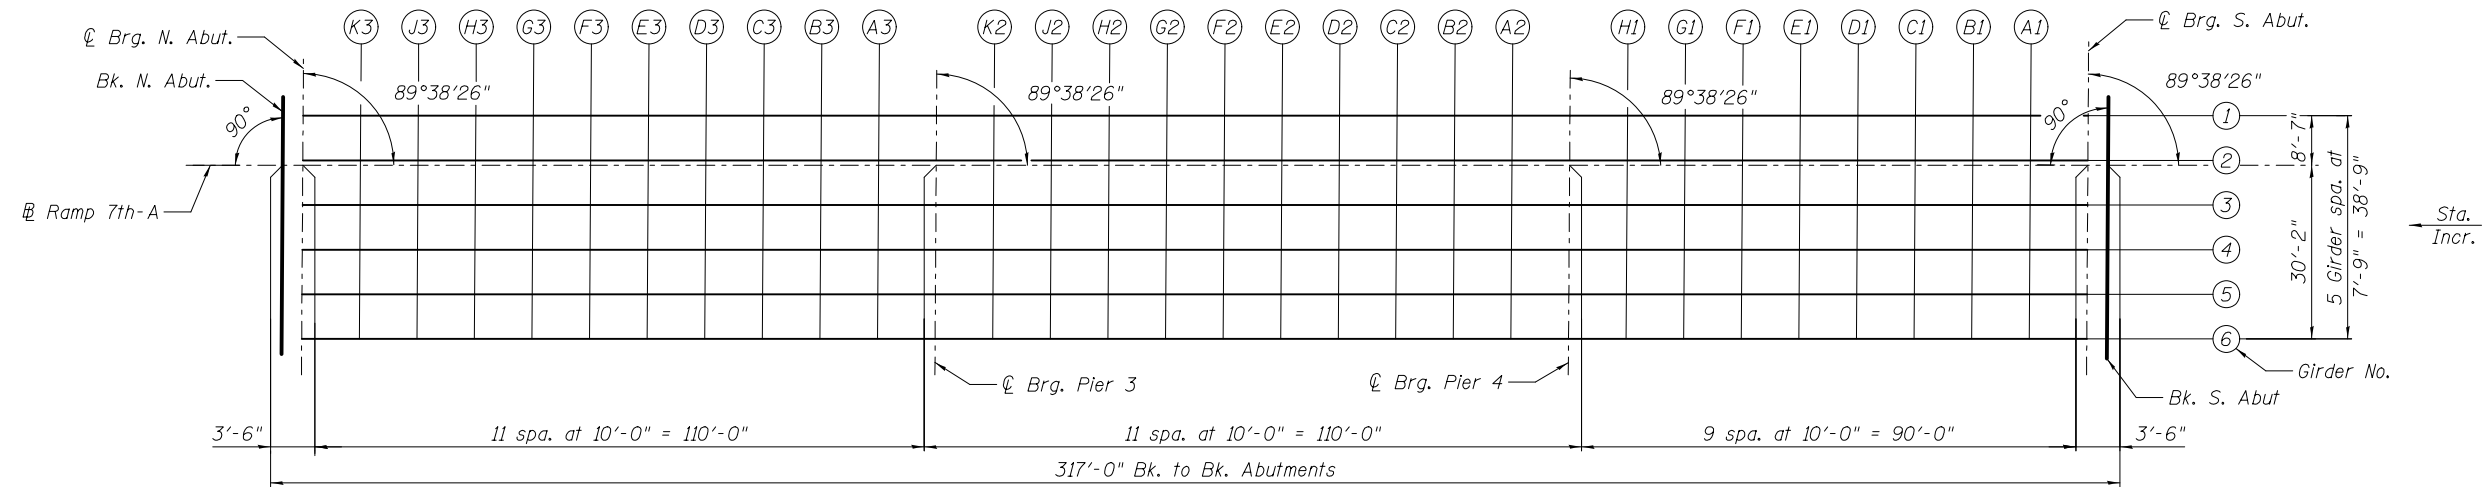 K3 J3 H3 G3 F3 E3 D3 C3 B3 A3 K2 J2 H2 G2 F2 E2 D2 C2 B2 A2 H1 G1 F1 E1 D1 C1 B1 A1
℄ Brg. N. Abut.
℄ Brg. S. Abut.
Bk. N. Abut.
89°38'26"
89°38'26"
89°38'26"
89°38'26"
90°
90°
1
2
3
4
5
6
8'-7"
30'-2"
5 Girder spa. at
7'-9" = 38'-9"
Sta.
Incr.
℄ Ramp 7th-A
℄ Brg. Pier 3
℄ Brg. Pier 4
Girder No.
Bk. S. Abut
3'-6"
11 spa. at 10'-0" = 110'-0"
11 spa. at 10'-0" = 110'-0"
9 spa. at 10'-0" = 90'-0"
3'-6"
317'-0" Bk. to Bk. Abutments